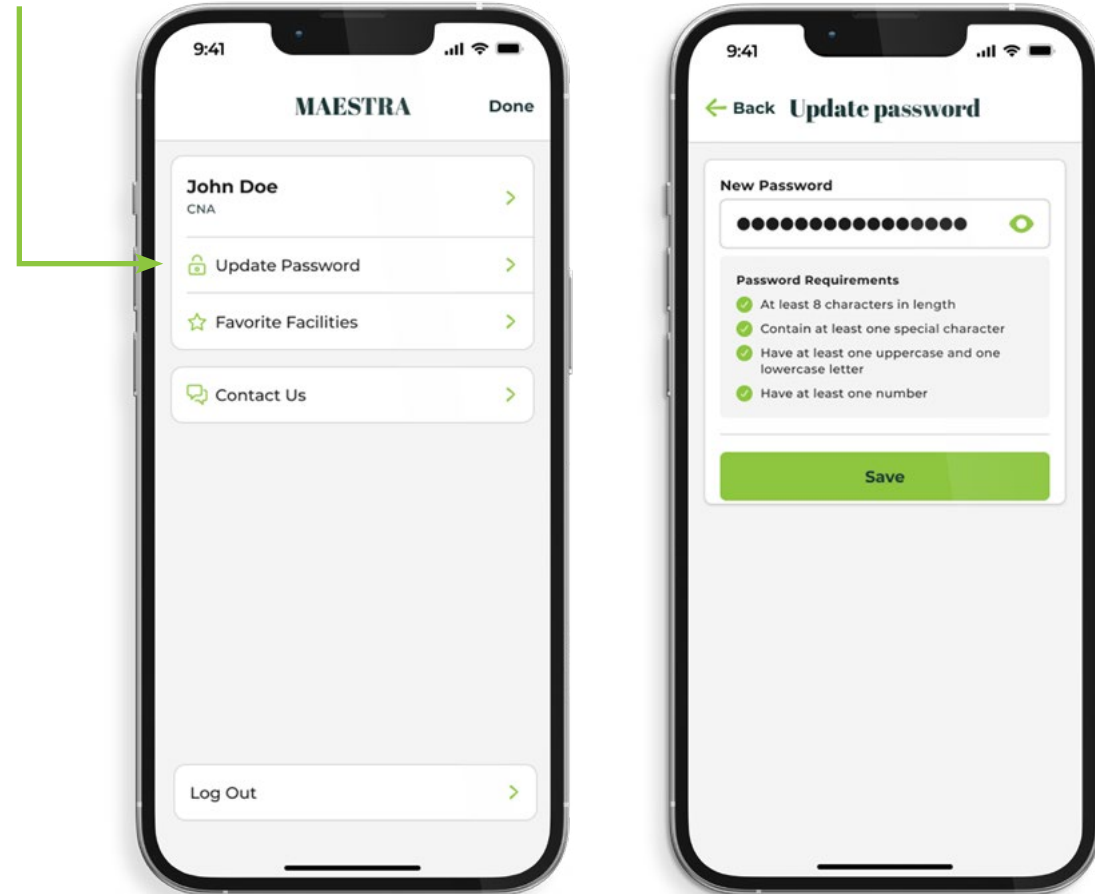 9:41
MAESTRA
Done
John Doe
CNA
Update Password
Favorite Facilities
Contact Us
Log Out
9:41
Back
Update password
New Password
Password Requirements
At least 8 characters in length
Contain at least one special character
Have at least one uppercase and one
lowercase letter
Have at least one number
Save